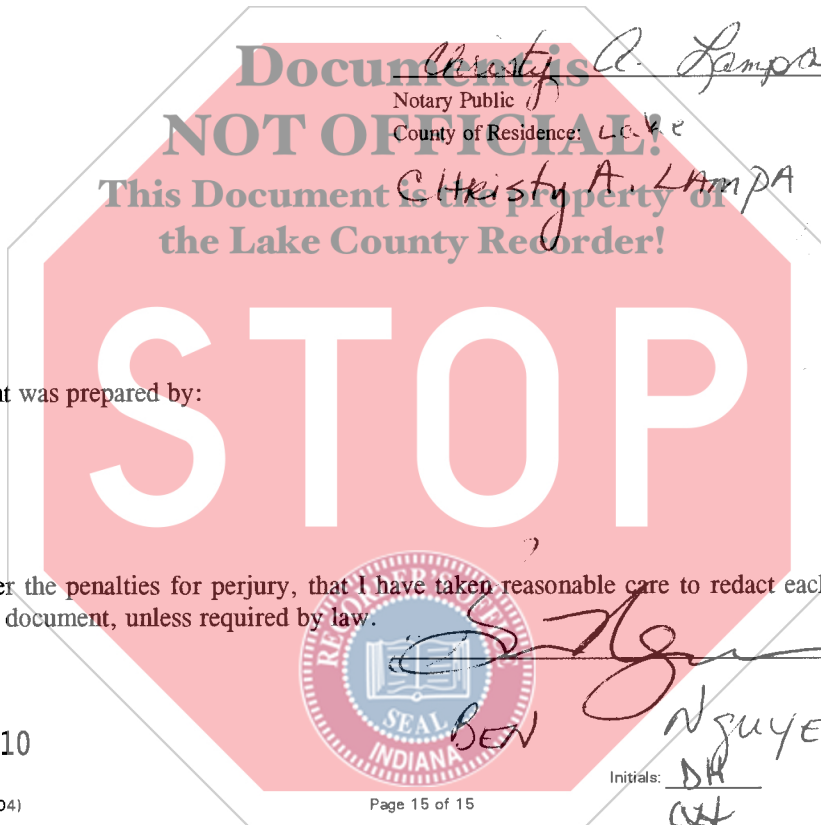 Document is
Christy A. Lampa
Notary Public
NOT OFFICIAL!
County of Residence: Lake
This Document is the property of
CHRisty A. LAmpA
the Lake County Recorder!
STOP
t was prepared by:
er the penalties for perjury, that I have taken reasonable care to redact each
document, unless required by law.
RECORDER'S OFFICE
SEAL
INDIANA
BEN NguyE
10
Initials: DH
04)
Page 15 of 15